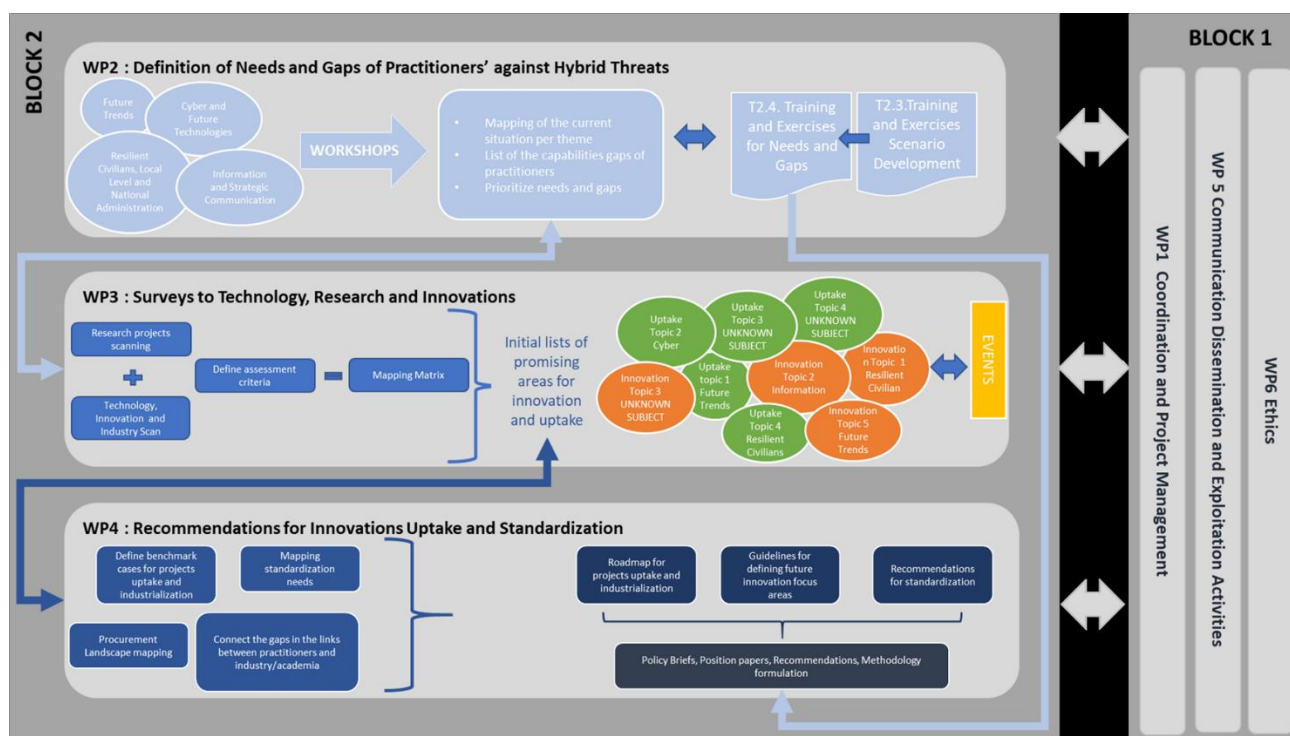 BLOCK 2
WP2 : Definition of Needs and Gaps of Practitioners' against Hybrid Threats
Future
Trends
Cyber and
Future
Technologies
Resilient
Civilians, Local
Level and
National
Administration
Information
and Strategic
Communication
WORKSHOPS
• Mapping of the current
situation per theme
• List of the capabilities gaps of
practitioners
• Prioritize needs and gaps
T2.4. Training
and Exercises
for Needs and
Gaps
T2.3.Training
and Exercises
Scenario
Development
WP3 : Surveys to Technology, Research and Innovations
Research projects
scanning
Technology,
Innovation and
Industry Scan
Define assessment
criteria
Mapping Matrix
Initial lists of
promising
areas for
innovation
and uptake
Uptake
Topic 2
Cyber
Uptake
Topic 3
UNKNOWN
SUBJECT
Uptake
Topic 4
UNKNOWN
SUBJECT
Innovation
Topic 3
UNKNOWN
SUBJECT
Uptake
topic 1
Future
Trends
Innovation
Topic 2
Information
Innovatio
n Topic 1
Resilient
Civilian
Uptake
Topic 4
Resilient
Civilians
Innovation
Topic 5
Future
Trends
EVENTS
WP4 : Recommendations for Innovations Uptake and Standardization
Define benchmark
cases for projects
uptake and
industrialization
Mapping
standardization
needs
Procurement
Landscape mapping
Connect the gaps in the links
between practitioners and
industry/academia
Roadmap for
projects uptake and
industrialization
Guidelines for
defining future
innovation focus
areas
Recommendations
for standardization
Policy Briefs, Position papers, Recommendations, Methodology
formulation
BLOCK 1
WP1 Coordination and Project Management
WP 5 Communication Dissemination and Exploitation Activities
WP6 Ethics